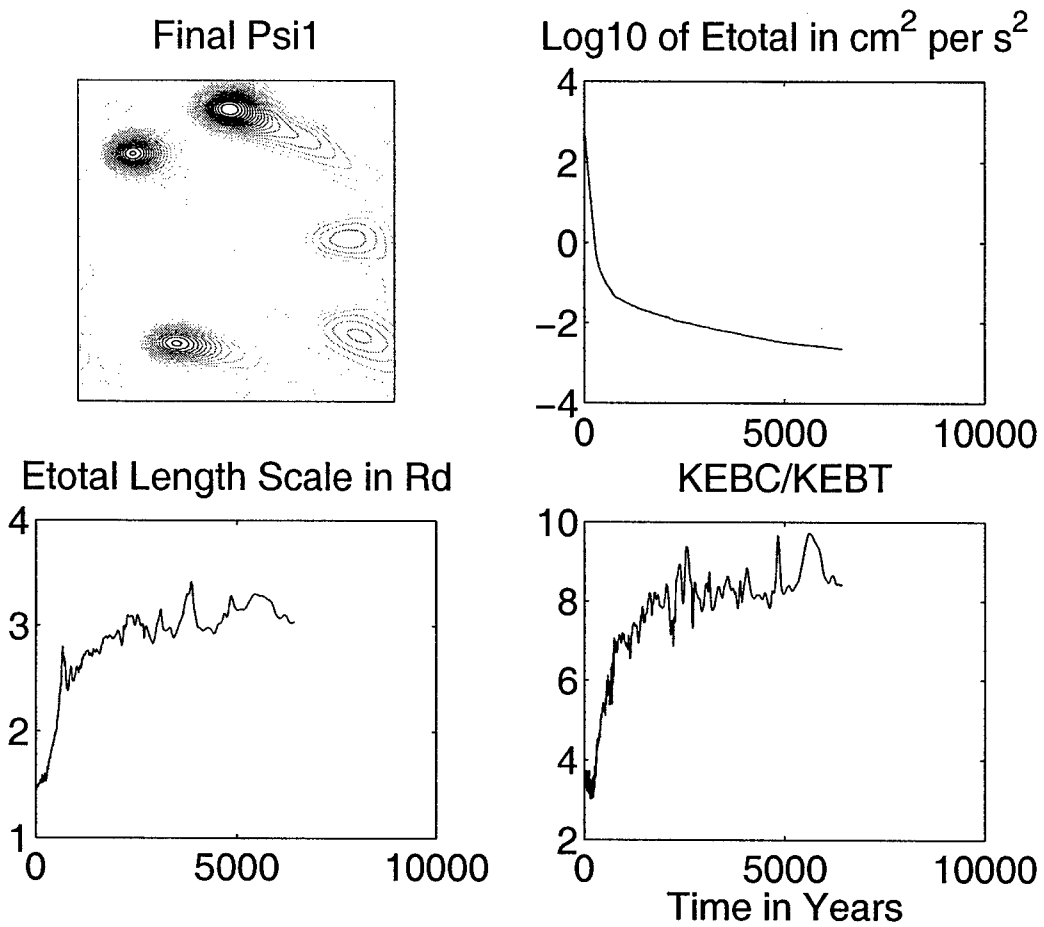 Final Psi1
Log10 of Etotal in cm² per s²
4
2
0
−2
−4
0 5000 10000
Etotal Length Scale in Rd
4
3
2
1
0 5000 10000
KEBC/KEBT
10
8
6
4
2
0 5000 10000
Time in Years